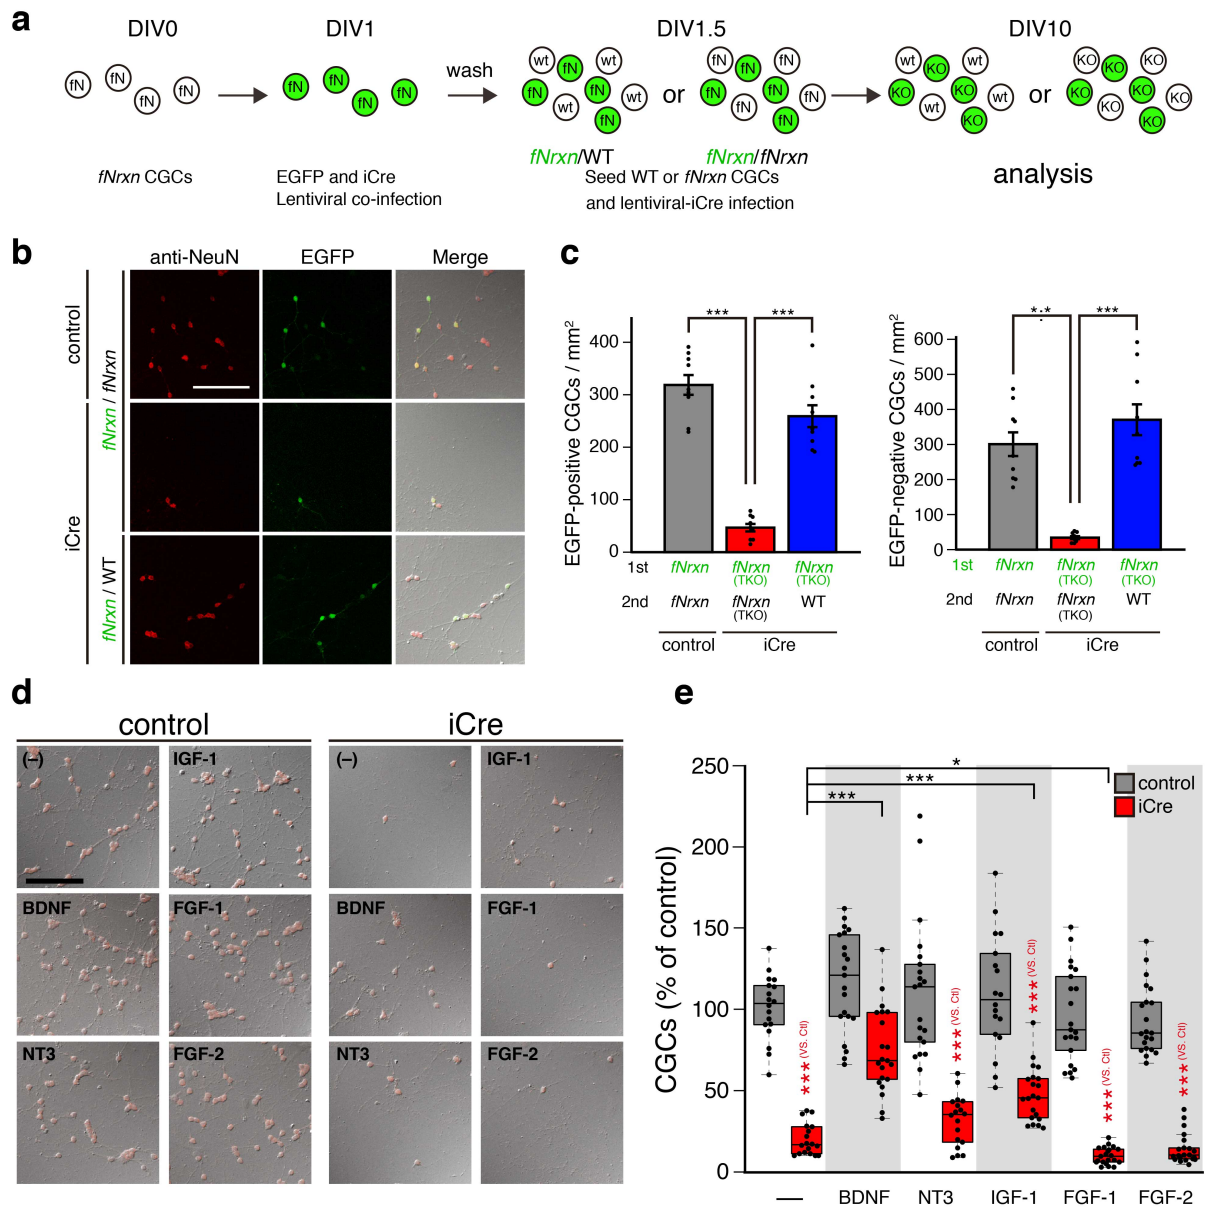 a
DIV0 DIV1 DIV1.5 DIV10
fN fN fN fN
fN fN fN fN
wash
wt fN wt fN fN wt wt fN
or
fN fN fN fN fN fN fN fN
wt KO wt KO KO wt wt KO
or
KO KO KO KO KO KO KO KO
fNrxn/WT fNrxn/fNrxn
fNrxn CGCs
EGFP and iCre
Lentiviral co-infection
Seed WT or fNrxn CGCs
and lentiviral-iCre infection
analysis
b
anti-NeuN EGFP Merge
control
iCre
fNrxn / fNrxn
fNrxn / WT
c
EGFP-positive CGCs / mm2
400
300
200
100
0
*** ***
1st fNrxn fNrxn (TKO) fNrxn (TKO)
2nd fNrxn fNrxn (TKO) WT
control iCre
EGFP-negative CGCs / mm2
600
500
400
300
200
100
0
*** ***
1st fNrxn fNrxn (TKO) fNrxn (TKO)
2nd fNrxn fNrxn (TKO) WT
control iCre
d
control iCre
(–) IGF-1 (–) IGF-1
BDNF FGF-1 BDNF FGF-1
NT3 FGF-2 NT3 FGF-2
e
CGCs (% of control)
250
200
150
100
50
0
*
***
***
control
iCre
*** (VS. Ctl)
*** (VS. Ctl)
*** (VS. Ctl)
*** (VS. Ctl)
*** (VS. Ctl)
— BDNF NT3 IGF-1 FGF-1 FGF-2